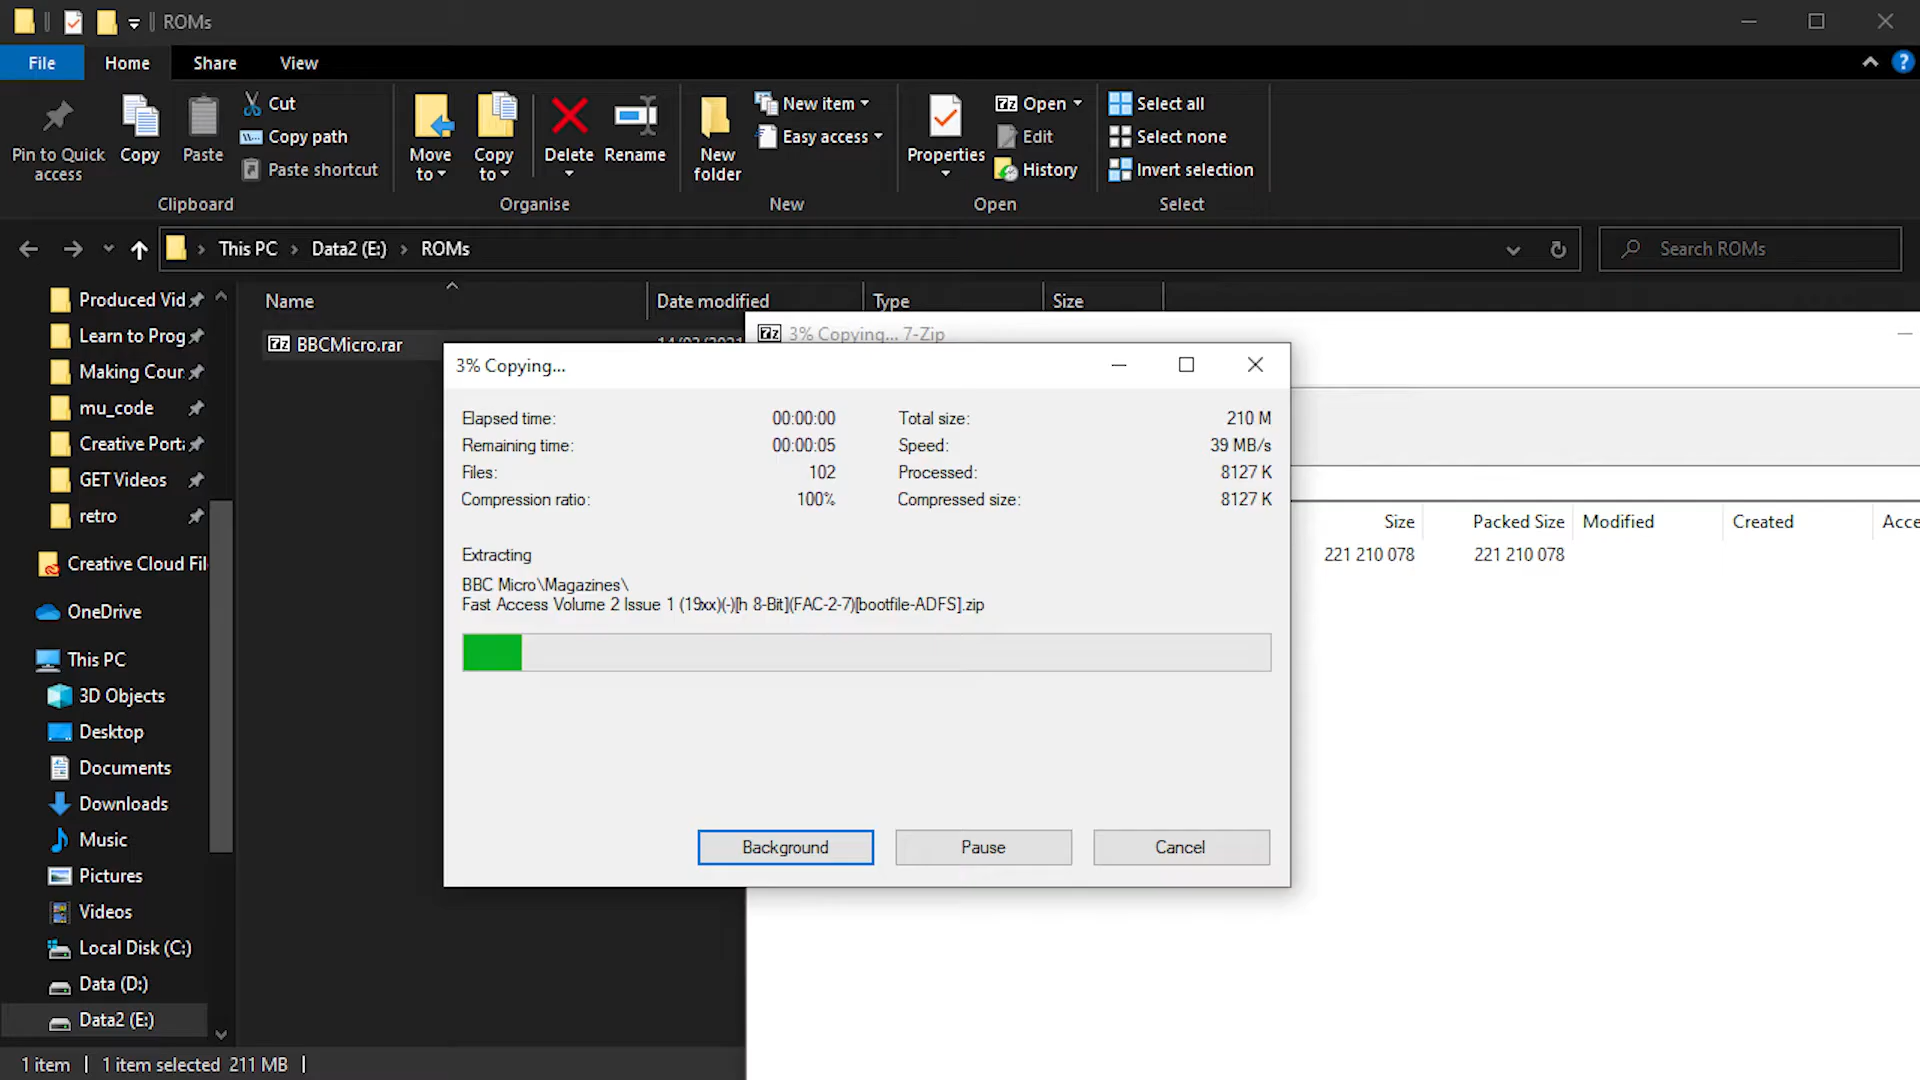 ROMs
File Home Share View
Pin to Quick access
Copy
Paste
Cut
Copy path
Paste shortcut
Clipboard
Move to
Copy to
Delete
Rename
Organise
New folder
New item
Easy access
New
Properties
Open
Edit
History
Open
Select all
Select none
Invert selection
Select
This PC > Data2 (E:) > ROMs
Search ROMs
Produced Vid
Learn to Prog
Making Cour
mu_code
Creative Port
GET Videos
retro
Creative Cloud Fil
OneDrive
This PC
3D Objects
Desktop
Documents
Downloads
Music
Pictures
Videos
Local Disk (C:)
Data (D:)
Data2 (E:)
Name Date modified Type Size
7z BBCMicro.rar
7z 3% Copying... 7-Zip
3% Copying...
Elapsed time: 00:00:00 Total size: 210 M
Remaining time: 00:00:05 Speed: 39 MB/s
Files: 102 Processed: 8127 K
Compression ratio: 100% Compressed size: 8127 K
Extracting
BBC Micro\Magazines\
Fast Access Volume 2 Issue 1 (19xx)(-)[h 8-Bit](FAC-2-7)[bootfile-ADFS].zip
Background Pause Cancel
Size Packed Size Modified Created Acce
221 210 078 221 210 078
1 item 1 item selected 211 MB